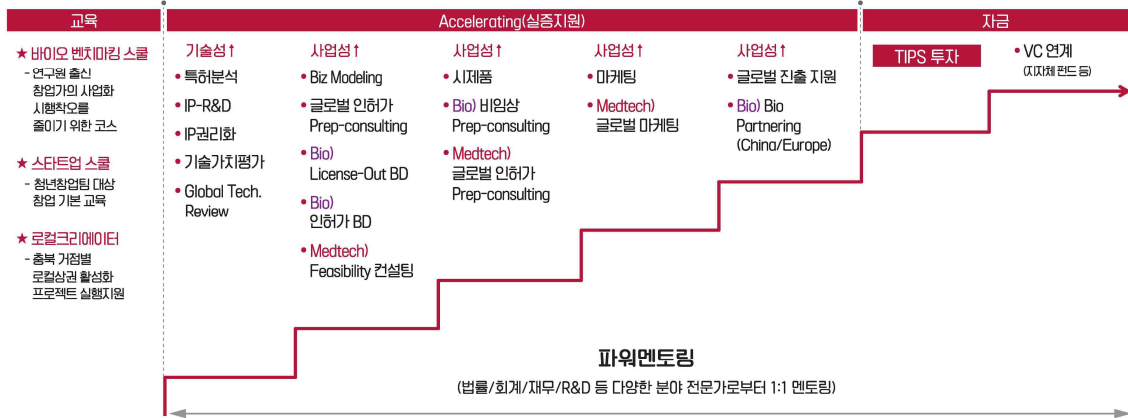 교육
Accelerating(실증지원)
자금
★ 바이오 벤치마킹 스쿨
- 연구원 출신
창업가의 사업화
시행착오를
줄이기 위한 코스
★ 스타트업 스쿨
- 청년창업팀 대상
창업 기본 교육
★ 로컬크리에이터
- 충북 거점별
로컬상권 활성화
프로젝트 실행지원
기술성↑
• 특허분석
• IP-R&D
• IP권리화
• 기술가치평가
• Global Tech.
Review
사업성↑
• Biz Modeling
• 글로벌 인허가
Prep-consulting
• Bio)
License-Out BD
• Bio)
인허가 BD
• Medtech)
Feasibility 컨설팅
사업성↑
• 시제품
• Bio) 비임상
Prep-consulting
• Medtech)
글로벌 인허가
Prep-consulting
사업성↑
• 마케팅
• Medtech)
글로벌 마케팅
사업성↑
• 글로벌 진출 지원
• Bio) Bio
Partnering
(China/Europe)
TIPS 투자
• VC 연계
(지자체 펀드 등)
파워멘토링
(법률/회계/재무/R&D 등 다양한 분야 전문가로부터 1:1 멘토링)